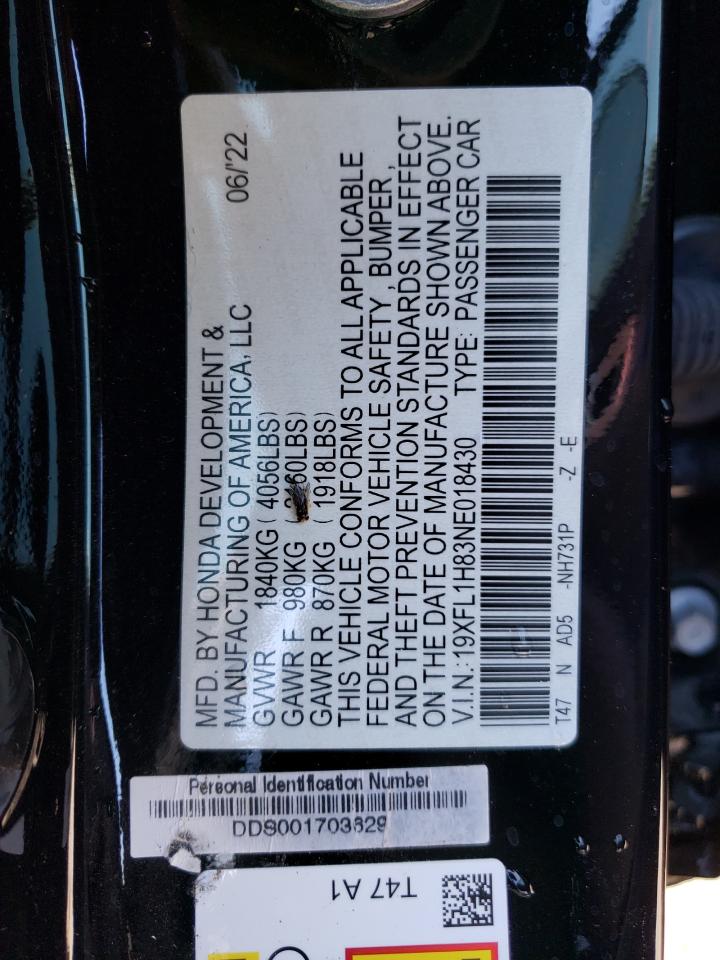 MFD. BY HONDA DEVELOPMENT &
MANUFACTURING OF AMERICA, LLC 06/'22
GVWR 1840KG ( 4056LBS)
GAWR F 980KG
GAWR R 870KG ( 1918LBS)
THIS VEHICLE CONFORMS TO ALL APPLICABLE
FEDERAL MOTOR VEHICLE SAFETY , BUMPER ,
AND THEFT PREVENTION STANDARDS IN EFFECT
ON THE DATE OF MANUFACTURE SHOWN ABOVE.
V.I.N.: 19XFL1H83NE018430 TYPE: PASSENGER CAR
T47 N AD5 -NH731P -Z -E
Personal Identification Number
DDS001703629
T47 A1